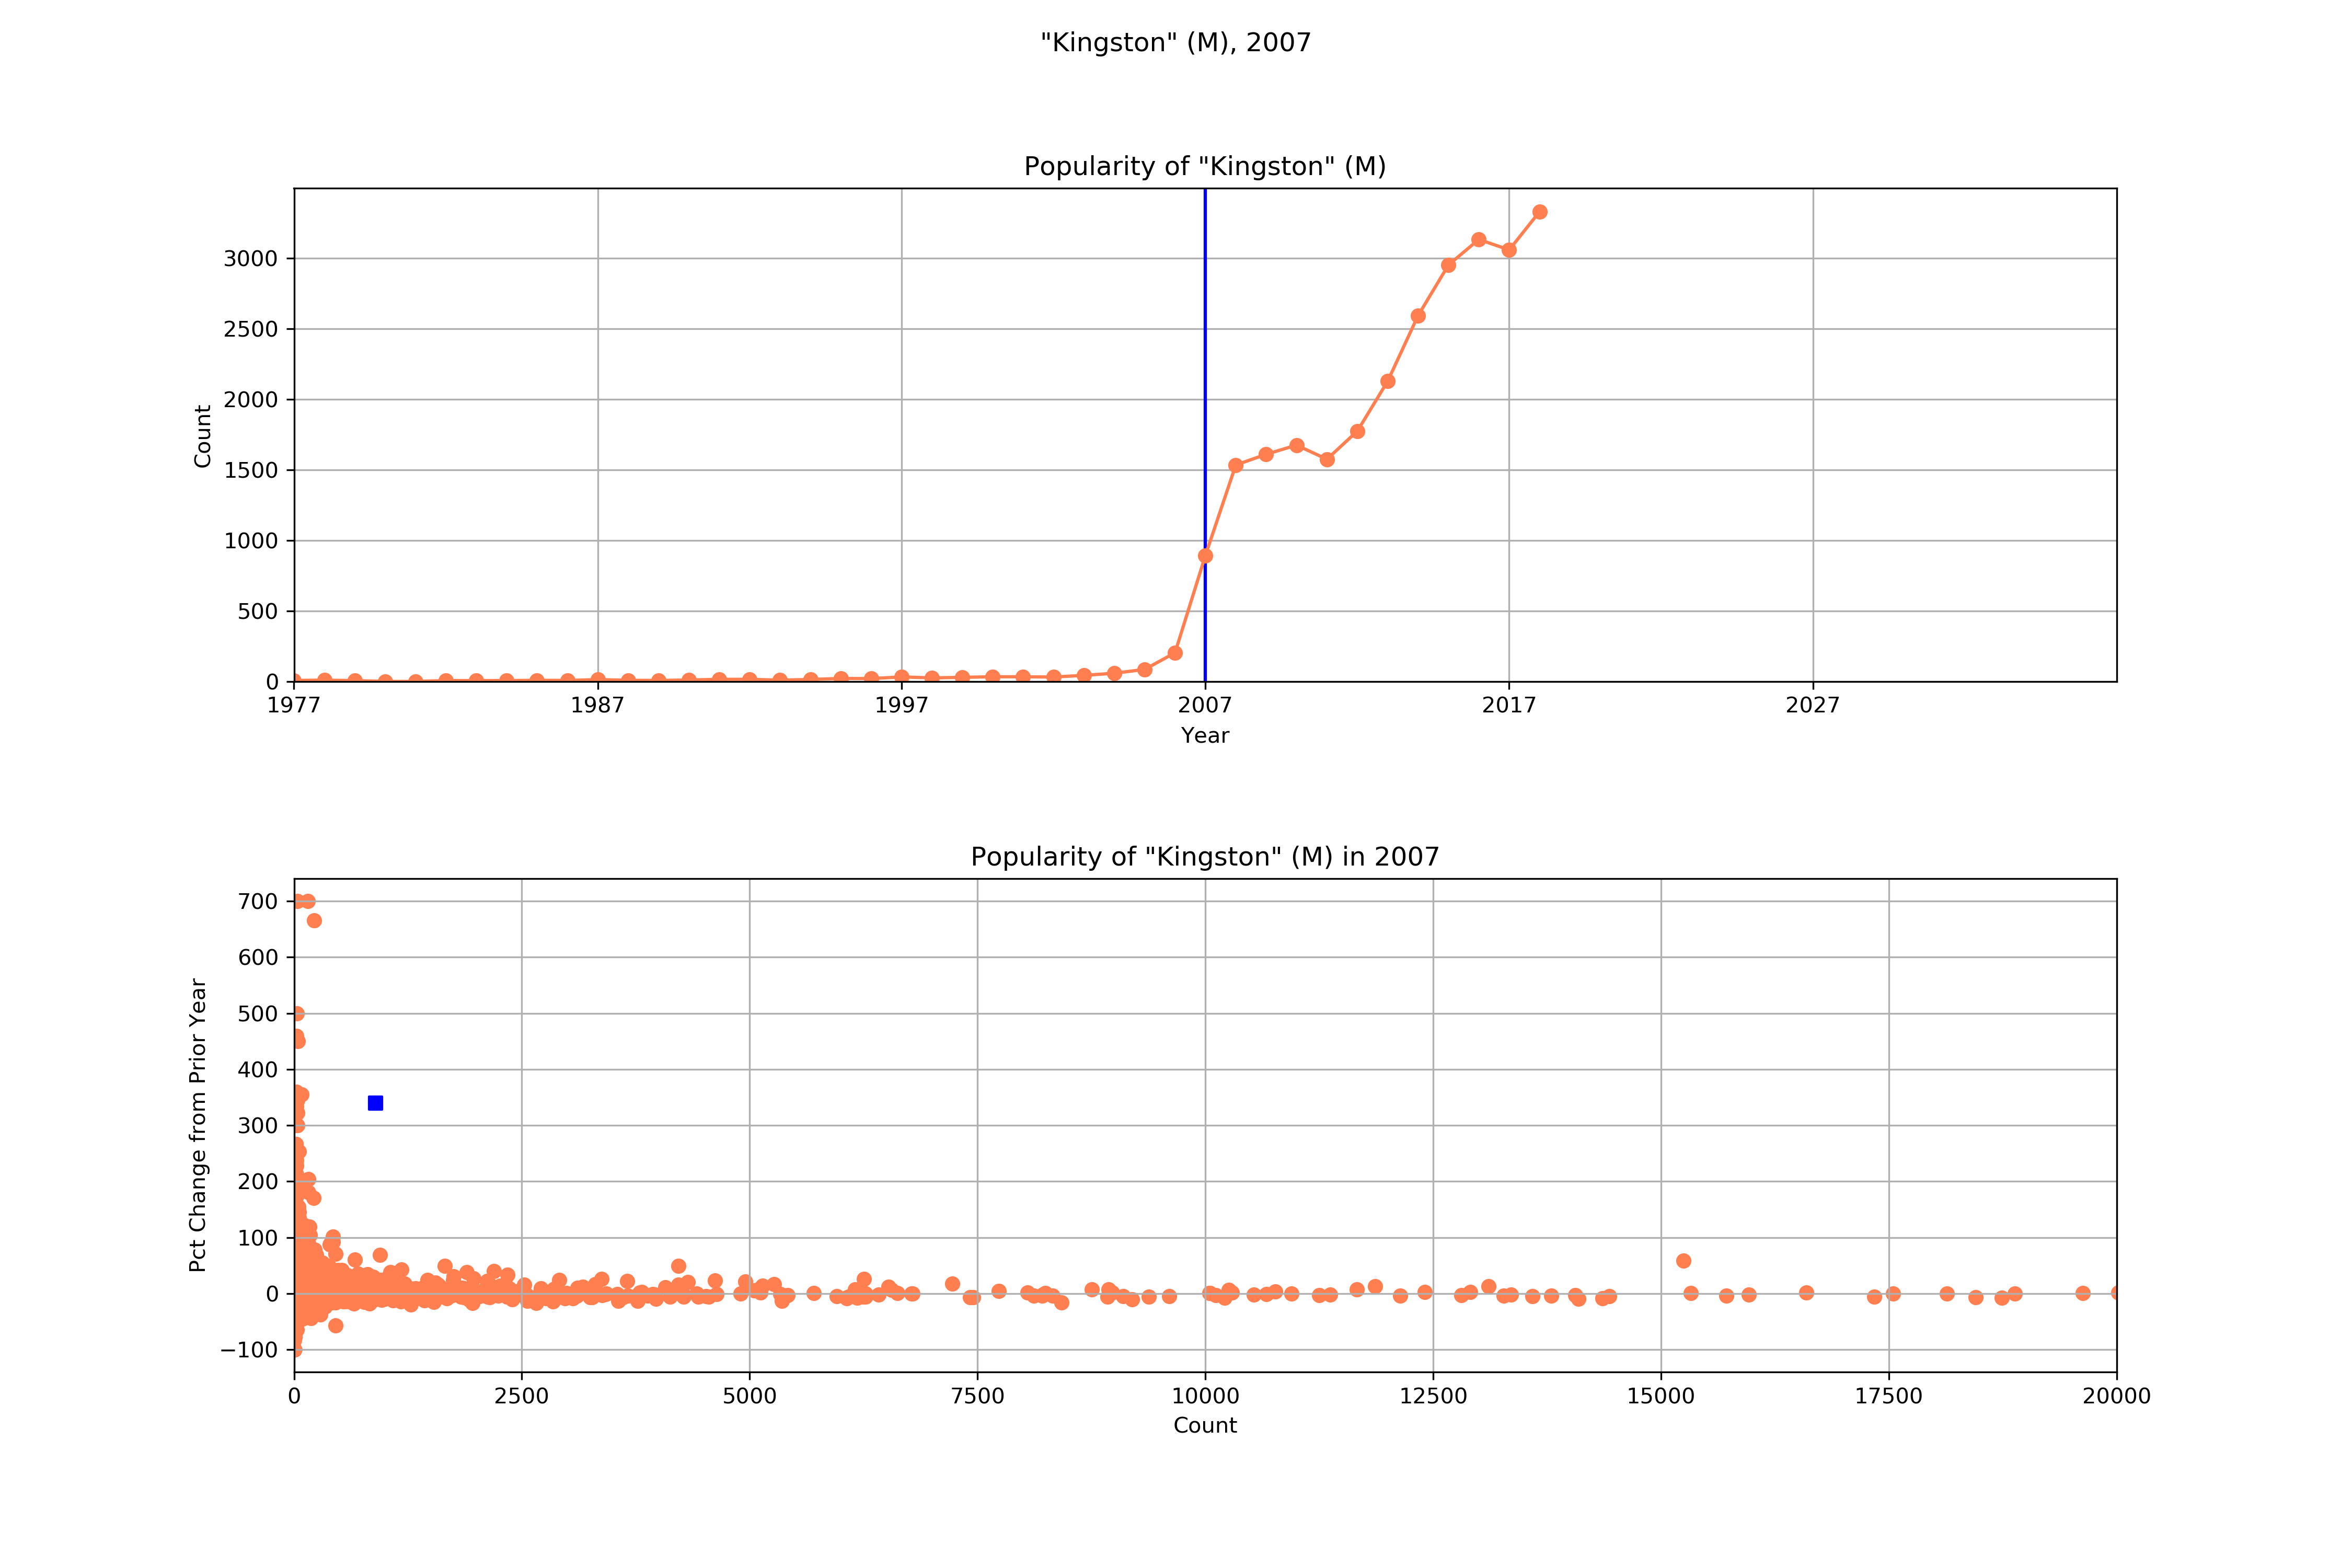 "Kingston" (M), 2007
Popularity of "Kingston" (M)
3000
2500
2000
1500
1000
500
0
Count
1977 1987 1997 2007 2017 2027
Year
Popularity of "Kingston" (M) in 2007
700
600
500
400
300
200
100
0
−100
Pct Change from Prior Year
0 2500 5000 7500 10000 12500 15000 17500 20000
Count